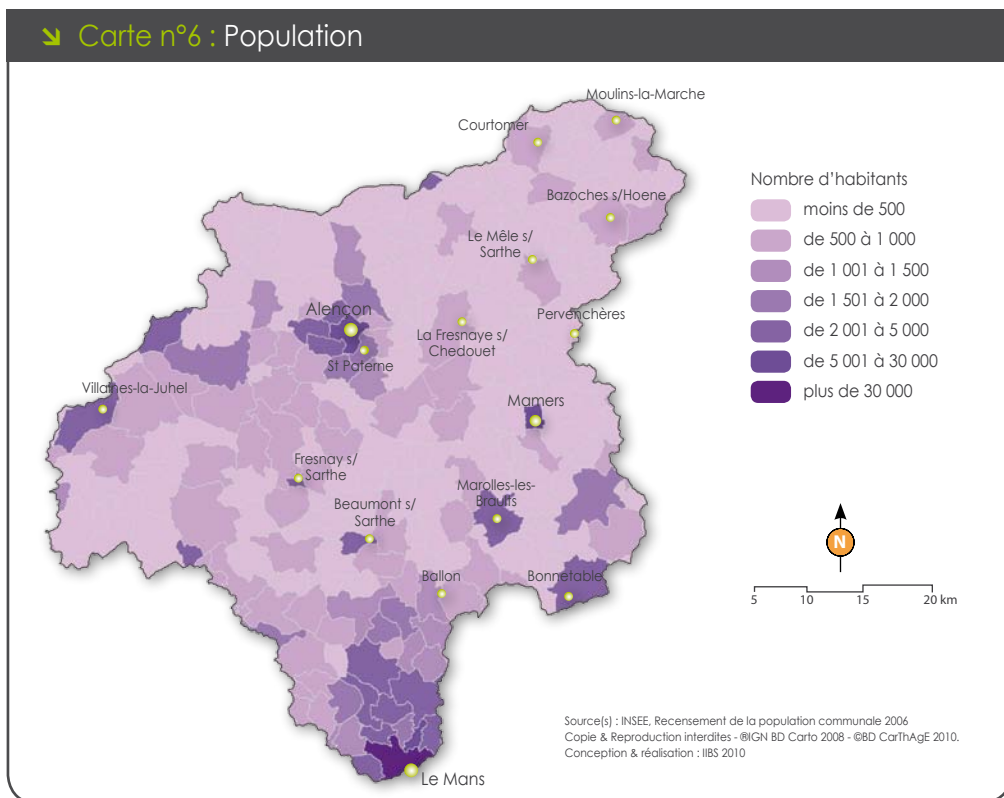 Carte n°6 : Population
Moulins-la-Marche
Courtomer
Bazoches s/Hoene
Le Mêle s/
Sarthe
Alençon
Pervenchères
La Fresnaye s/
Chedouet
St Paterne
Villaines-la-Juhel
Mamers
Fresnay s/
Sarthe
Marolles-les-
Braults
Beaumont s/
Sarthe
Ballon
Bonnétable
Le Mans
Nombre d'habitants
moins de 500
de 500 à 1 000
de 1 001 à 1 500
de 1 501 à 2 000
de 2 001 à 5 000
de 5 001 à 30 000
plus de 30 000
N
5 10 15 20 km
Source(s) : INSEE, Recensement de la population communale 2006
Copie & Reproduction interdites - ®IGN BD Carto 2008 - ©BD CarThAgE 2010.
Conception & réalisation : IIBS 2010